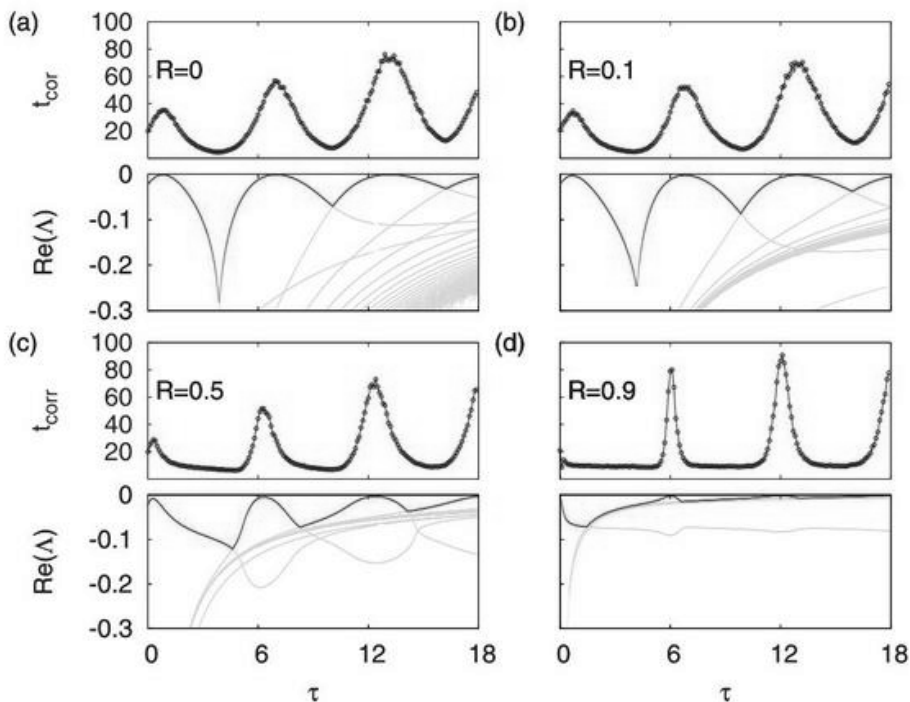 (a)
100
80
60
40
20
t_cor
R=0
0
-0.1
-0.2
-0.3
Re(Λ)
(b)
R=0.1
(c)
100
80
60
40
20
t_corr
R=0.5
0
-0.1
-0.2
-0.3
Re(Λ)
0 6 12 18
τ
(d)
R=0.9
0 6 12 18
τ